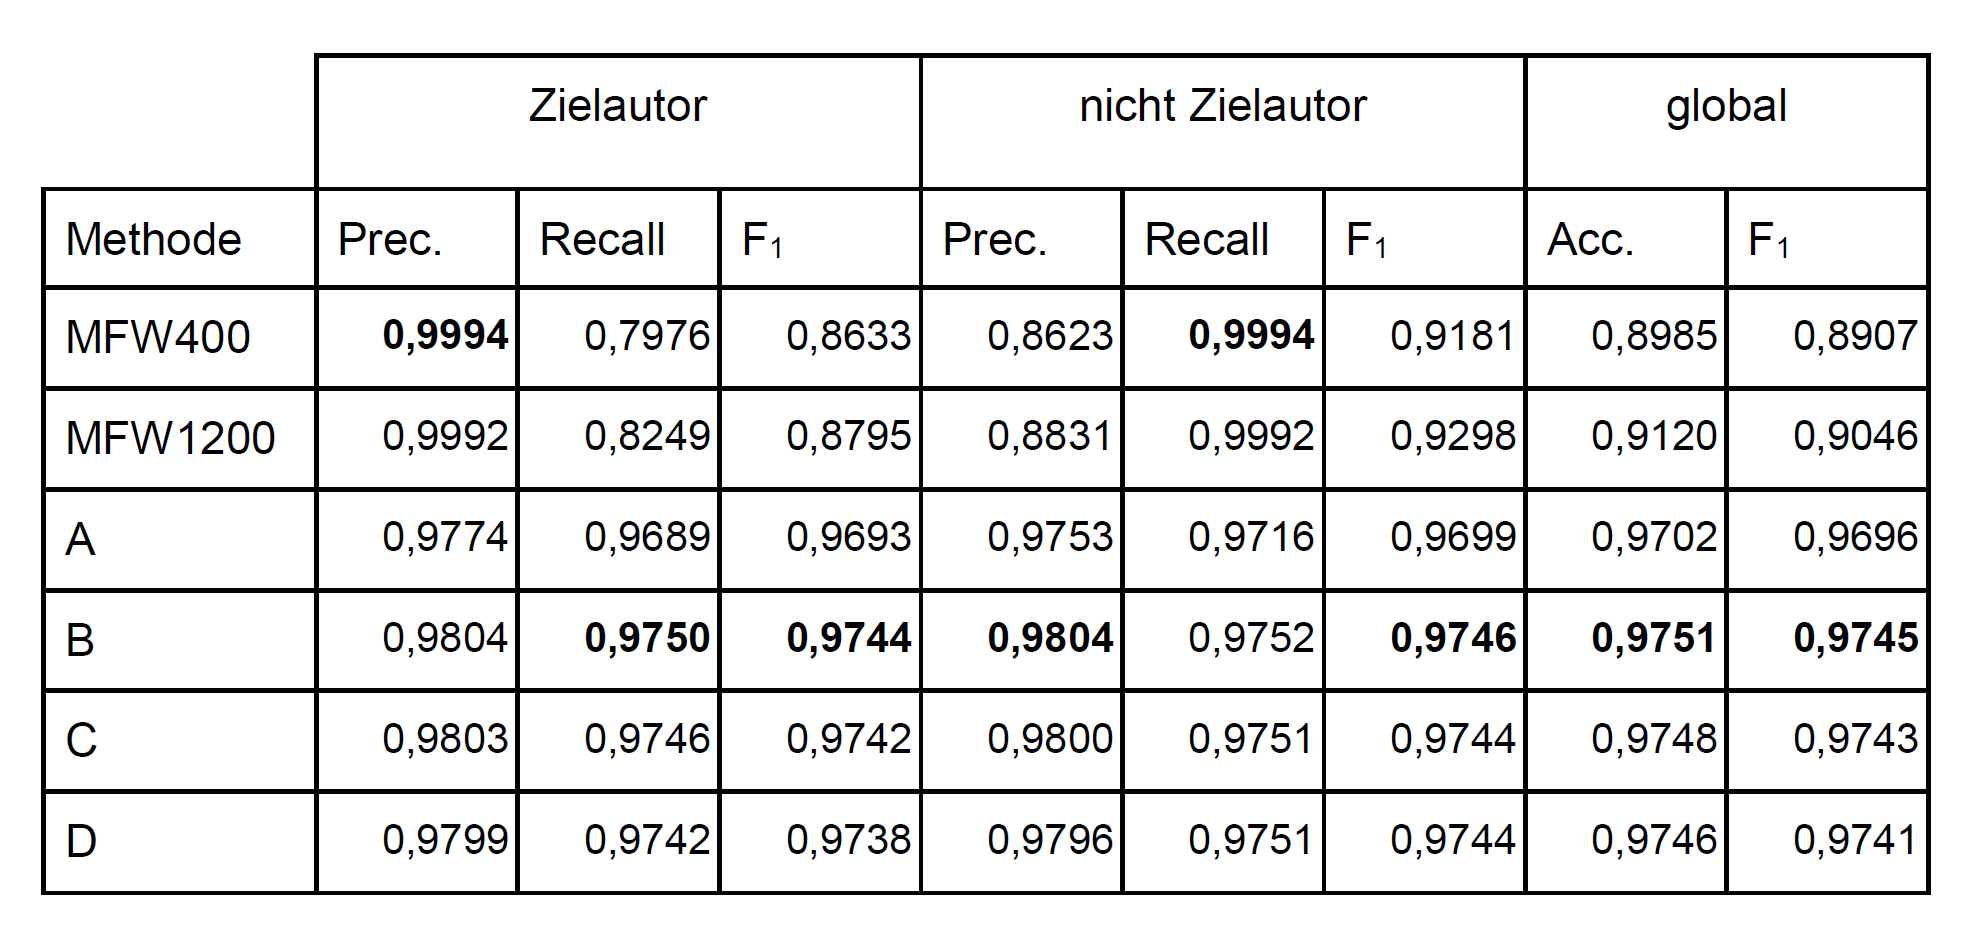 Zielautor nicht Zielautor global
Methode Prec. Recall F₁ Prec. Recall F₁ Acc. F₁
MFW400 0,9994 0,7976 0,8633 0,8623 0,9994 0,9181 0,8985 0,8907
MFW1200 0,9992 0,8249 0,8795 0,8831 0,9992 0,9298 0,9120 0,9046
A 0,9774 0,9689 0,9693 0,9753 0,9716 0,9699 0,9702 0,9696
B 0,9804 0,9750 0,9744 0,9804 0,9752 0,9746 0,9751 0,9745
C 0,9803 0,9746 0,9742 0,9800 0,9751 0,9744 0,9748 0,9743
D 0,9799 0,9742 0,9738 0,9796 0,9751 0,9744 0,9746 0,9741